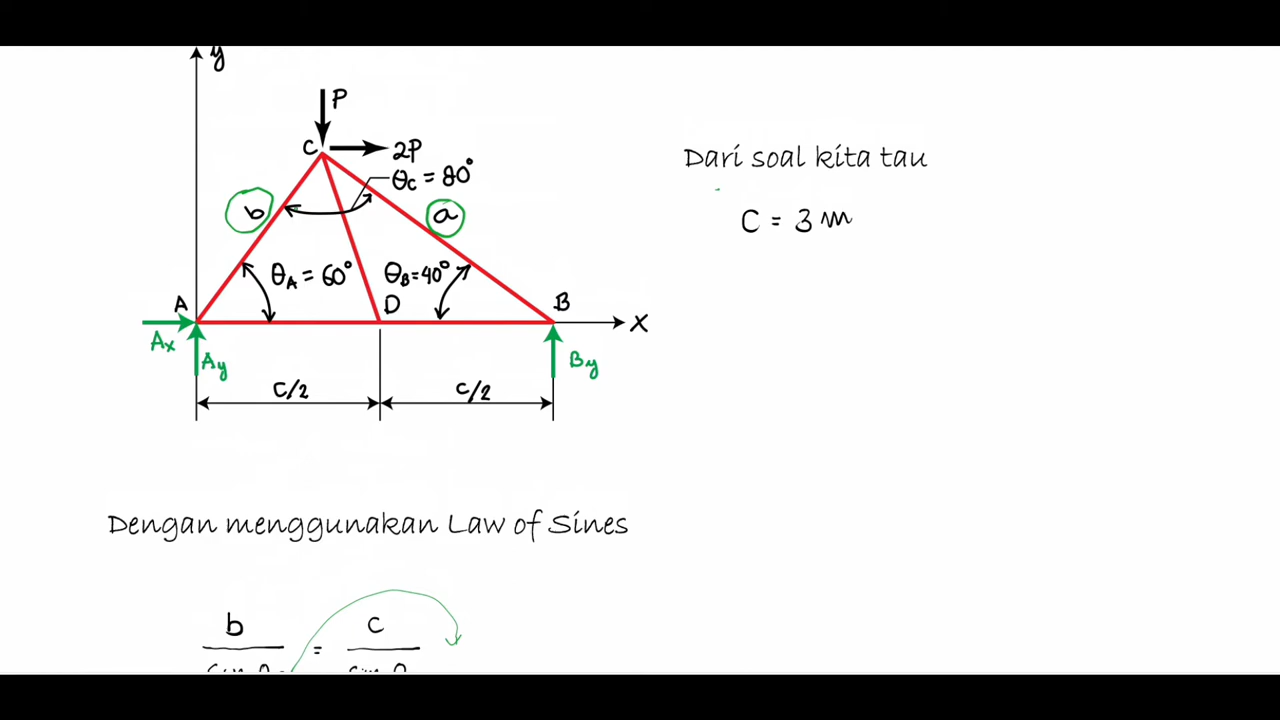 y
P
C
2P
θc = 80°
b
a
θA = 60°
θB = 40°
A
D
B
x
Ax
Ay
By
C/2
C/2
Dari soal kita tau
C = 3 m
Dengan menggunakan Law of Sines
b
c
=